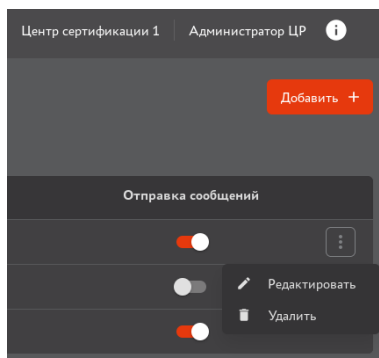 Центр сертификации 1 Администратор ЦР i
Добавить +
Отправка сообщений
Редактировать
Удалить